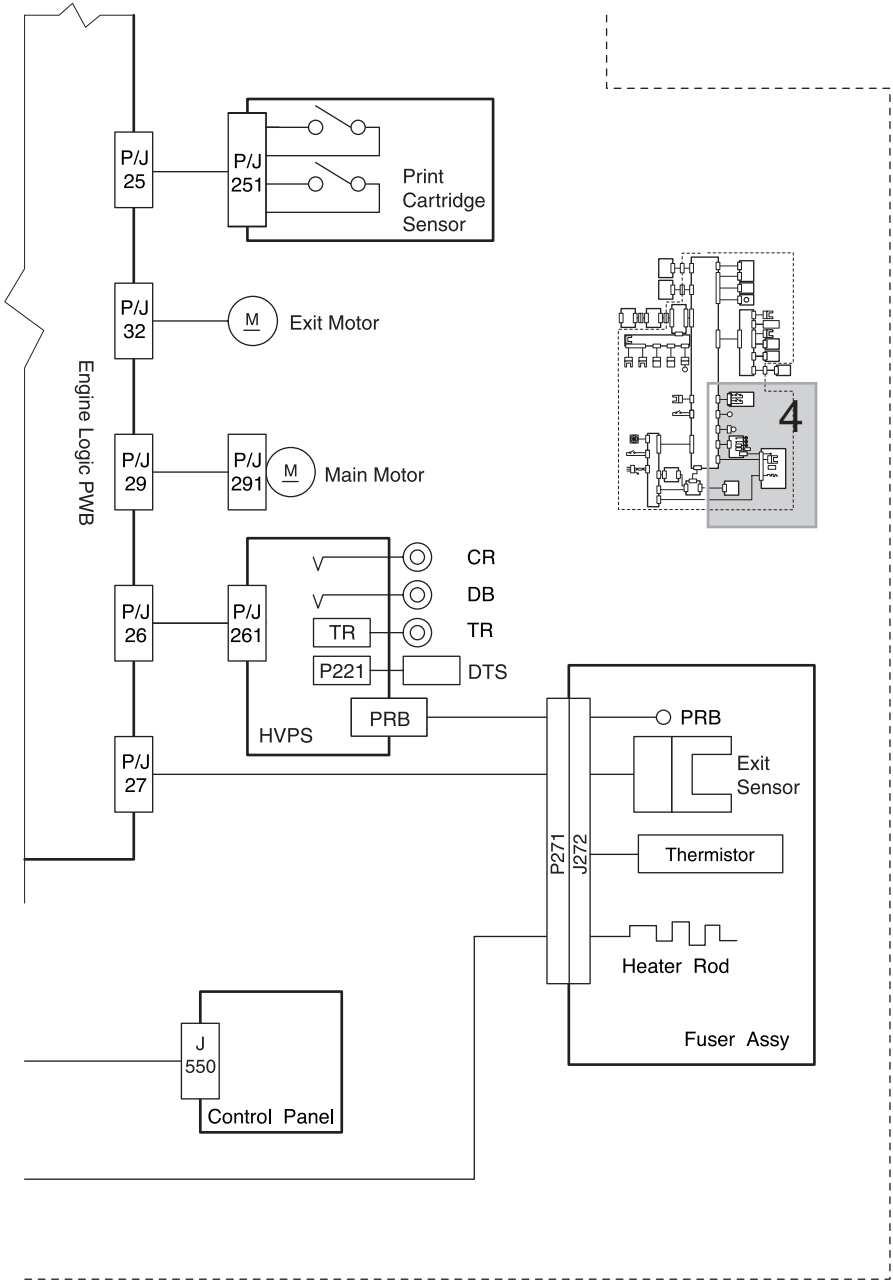 P/J
25
P/J
251
Print
Cartridge
Sensor
P/J
32
M
Exit Motor
Engine Logic PWB
P/J
29
P/J
291
M
Main Motor
4
P/J
26
P/J
261
CR
DB
TR
TR
P221
DTS
PRB
HVPS
P/J
27
P271
J272
PRB
Exit
Sensor
Thermistor
Heater Rod
Fuser Assy
J
550
Control Panel